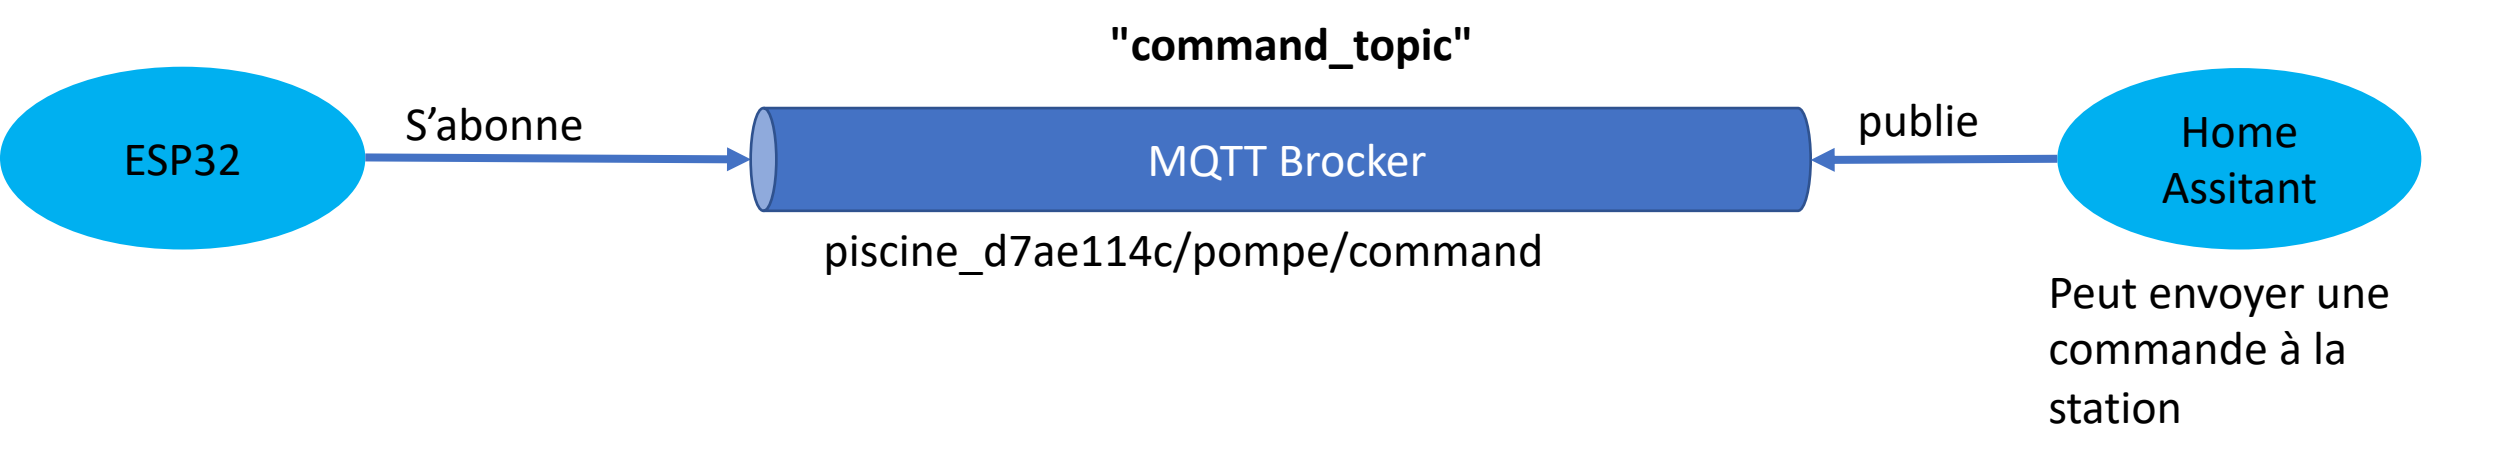 "command_topic"
ESP32
S’abonne
MQTT Brocker
publie
Home
Assitant
piscine_d7ae114c/pompe/command
Peut envoyer une
commande à la
station